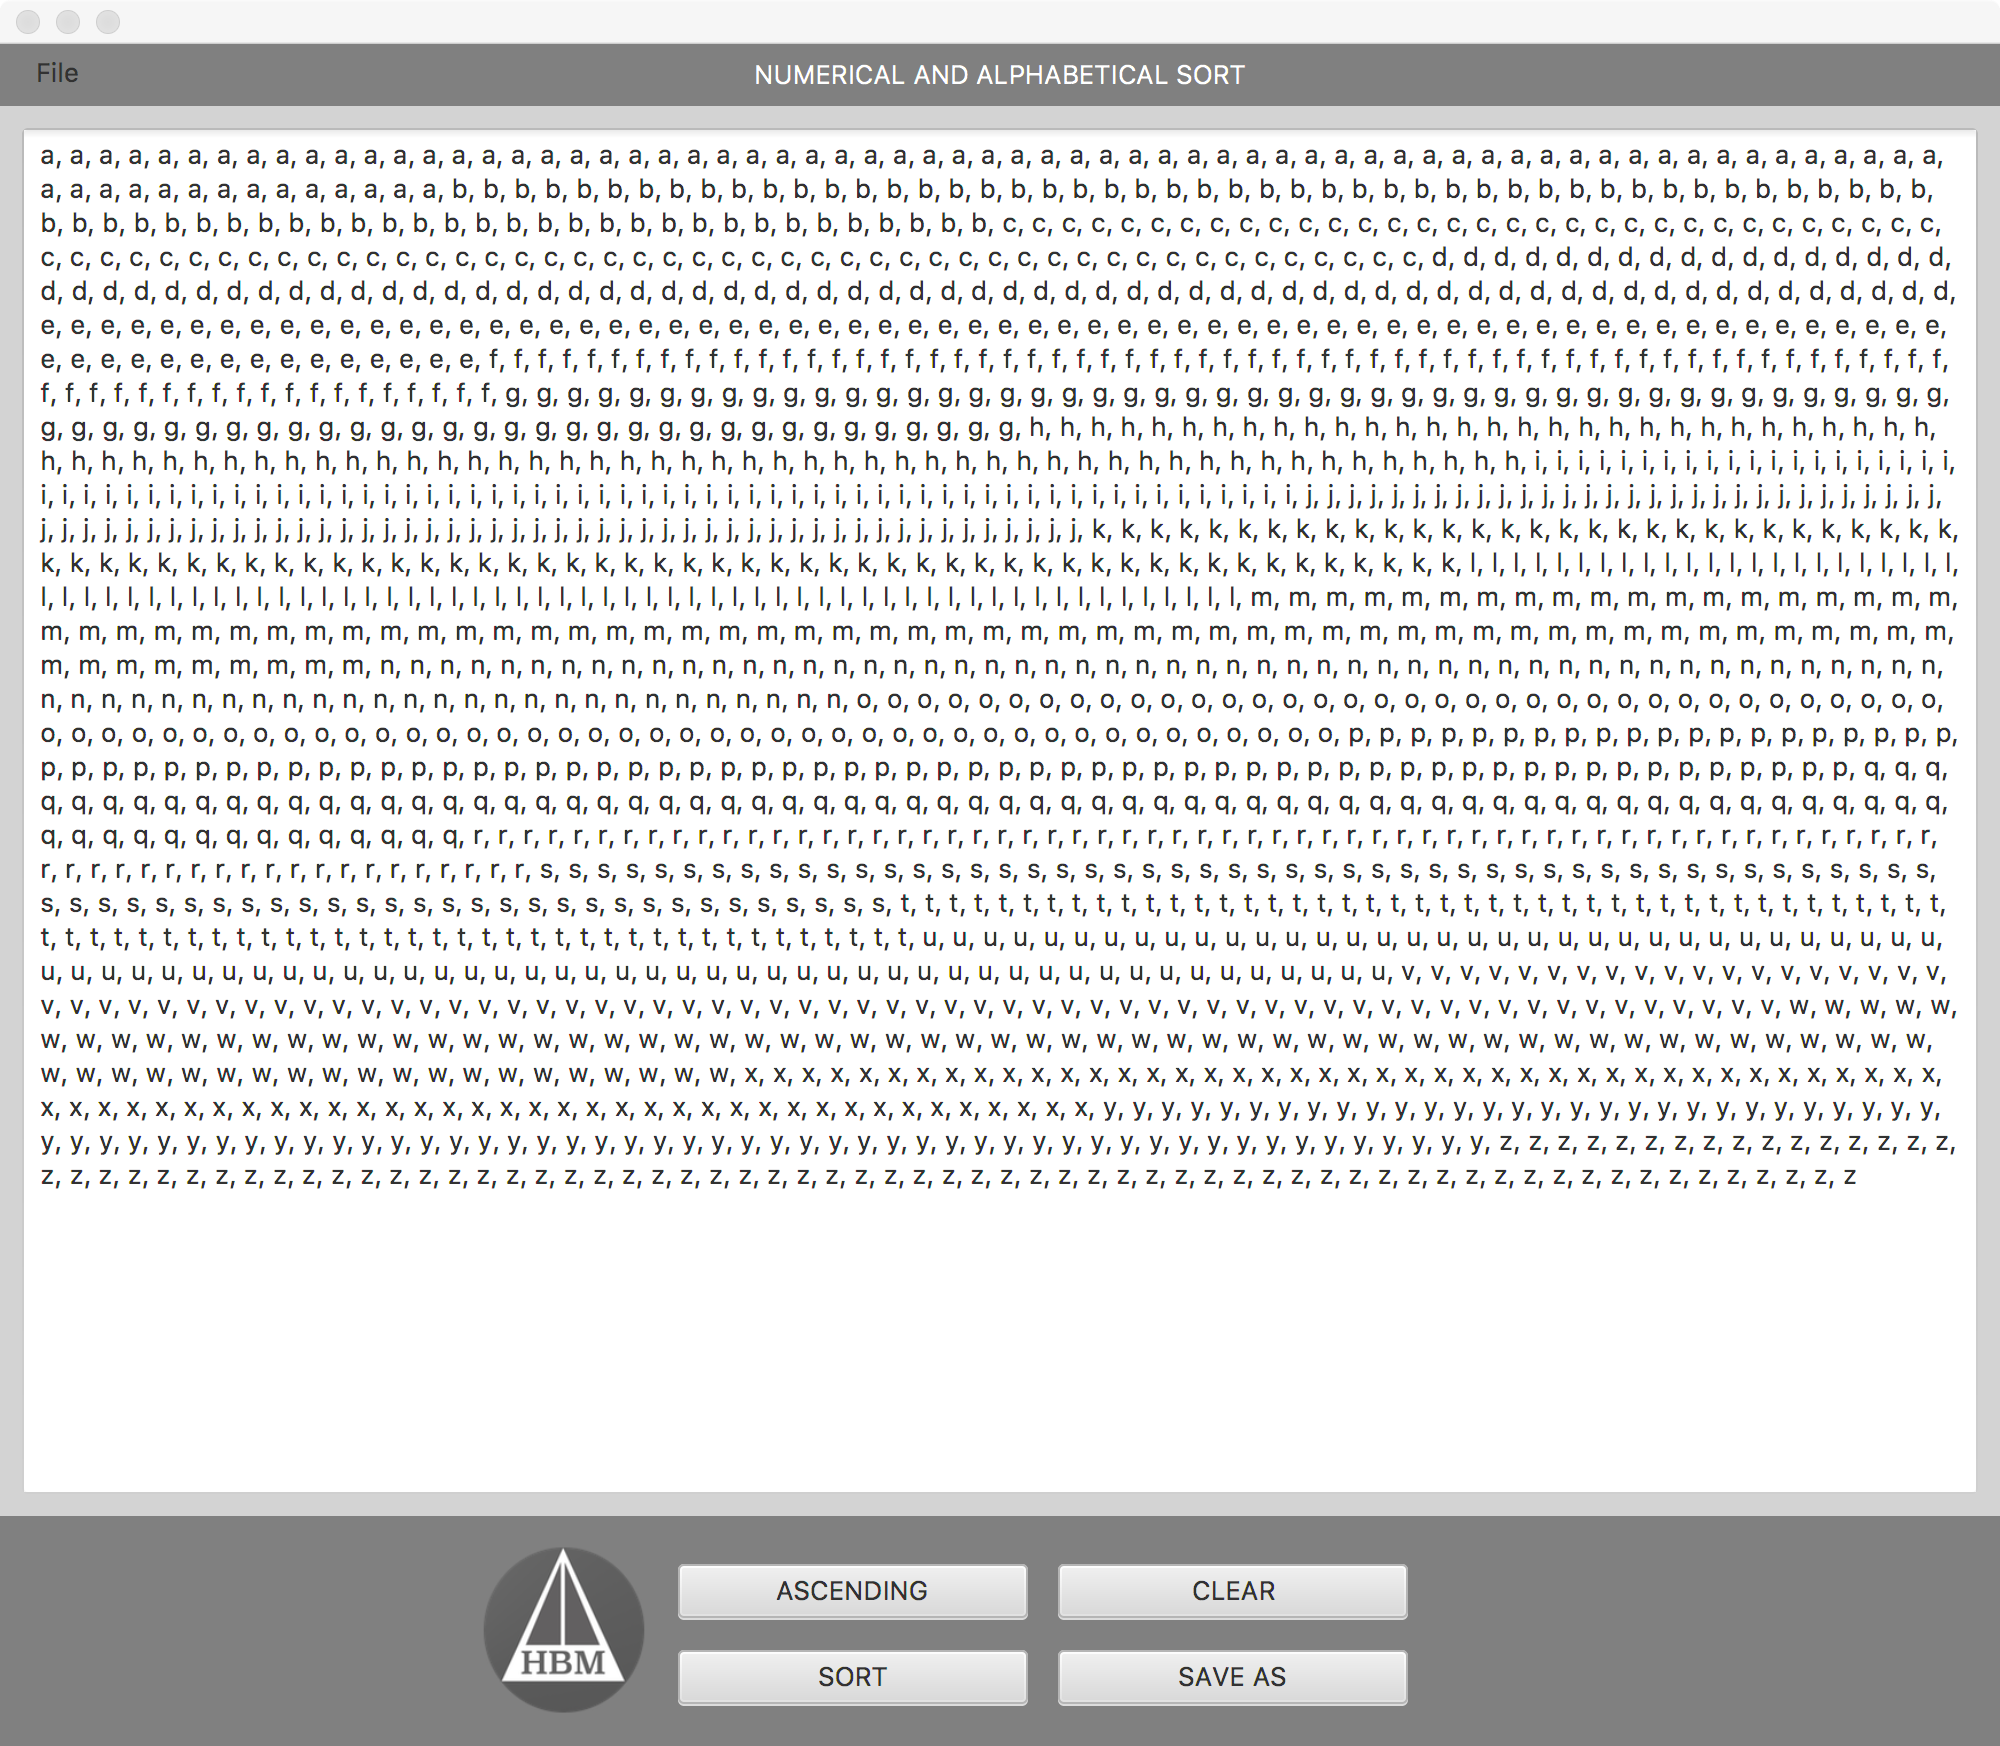 File
NUMERICAL AND ALPHABETICAL SORT
a, a, a, a, a, a, a, a, a, a, a, a, a, a, a, a, a, a, a, a, a, a, a, a, a, a, a, a, a, a, a, a, a, a, a, a, a, a, a, a, a, a, a, a, a, a, a, a, a, a, a, a, a, a, a, a, a, a, a, a, a, a, a, a, a,
a, a, a, a, a, a, a, a, a, a, a, a, a, a, b, b, b, b, b, b, b, b, b, b, b, b, b, b, b, b, b, b, b, b, b, b, b, b, b, b, b, b, b, b, b, b, b, b, b, b, b, b, b, b, b, b, b, b, b, b, b, b,
b, b, b, b, b, b, b, b, b, b, b, b, b, b, b, b, b, b, b, b, b, b, b, b, b, b, b, b, b, b, b, c, c, c, c, c, c, c, c, c, c, c, c, c, c, c, c, c, c, c, c, c, c, c, c, c, c, c, c, c, c, c, c,
c, c, c, c, c, c, c, c, c, c, c, c, c, c, c, c, c, c, c, c, c, c, c, c, c, c, c, c, c, c, c, c, c, c, c, c, c, c, c, c, c, c, c, c, c, c, c, d, d, d, d, d, d, d, d, d, d, d, d, d, d, d, d, d,
d, d, d, d, d, d, d, d, d, d, d, d, d, d, d, d, d, d, d, d, d, d, d, d, d, d, d, d, d, d, d, d, d, d, d, d, d, d, d, d, d, d, d, d, d, d, d, d, d, d, d, d, d, d, d, d, d, d, d, d, d, d,
e, e, e, e, e, e, e, e, e, e, e, e, e, e, e, e, e, e, e, e, e, e, e, e, e, e, e, e, e, e, e, e, e, e, e, e, e, e, e, e, e, e, e, e, e, e, e, e, e, e, e, e, e, e, e, e, e, e, e, e, e, e, e, e,
e, e, e, e, e, e, e, e, e, e, e, e, e, e, e, f, f, f, f, f, f, f, f, f, f, f, f, f, f, f, f, f, f, f, f, f, f, f, f, f, f, f, f, f, f, f, f, f, f, f, f, f, f, f, f, f, f, f, f, f, f, f, f, f, f, f, f, f, f, f, f, f, f, f, f,
f, f, f, f, f, f, f, f, f, f, f, f, f, f, f, f, f, f, f, g, g, g, g, g, g, g, g, g, g, g, g, g, g, g, g, g, g, g, g, g, g, g, g, g, g, g, g, g, g, g, g, g, g, g, g, g, g, g, g, g, g, g, g, g, g, g,
g, g, g, g, g, g, g, g, g, g, g, g, g, g, g, g, g, g, g, g, g, g, g, g, g, g, g, g, g, g, g, g, h, h, h, h, h, h, h, h, h, h, h, h, h, h, h, h, h, h, h, h, h, h, h, h, h, h, h, h, h, h,
h, h, h, h, h, h, h, h, h, h, h, h, h, h, h, h, h, h, h, h, h, h, h, h, h, h, h, h, h, h, h, h, h, h, h, h, h, h, h, h, h, h, h, h, h, h, h, h, h, i, i, i, i, i, i, i, i, i, i, i, i, i, i, i, i, i, i, i, i,
i, i, i, i, i, i, i, i, i, i, i, i, i, i, i, i, i, i, i, i, i, i, i, i, i, i, i, i, i, i, i, i, i, i, i, i, i, i, i, i, i, i, i, i, i, i, i, i, i, i, i, i, i, i, i, i, i, i, i, j, j, j, j, j, j, j, j, j, j, j, j, j, j, j, j, j, j, j, j, j, j, j, j, j, j, j, j, j, j,
j, j, j, j, j, j, j, j, j, j, j, j, j, j, j, j, j, j, j, j, j, j, j, j, j, j, j, j, j, j, j, j, j, j, j, j, j, j, j, j, j, j, j, j, j, j, j, j, j, k, k, k, k, k, k, k, k, k, k, k, k, k, k, k, k, k, k, k, k, k, k, k, k, k, k, k, k, k, k,
k, k, k, k, k, k, k, k, k, k, k, k, k, k, k, k, k, k, k, k, k, k, k, k, k, k, k, k, k, k, k, k, k, k, k, k, k, k, k, k, k, k, k, k, k, k, k, k, k, l, l, l, l, l, l, l, l, l, l, l, l, l, l, l, l, l, l, l, l, l, l, l,
l, l, l, l, l, l, l, l, l, l, l, l, l, l, l, l, l, l, l, l, l, l, l, l, l, l, l, l, l, l, l, l, l, l, l, l, l, l, l, l, l, l, l, l, l, l, l, l, l, l, l, l, l, l, l, l, m, m, m, m, m, m, m, m, m, m, m, m, m, m, m, m, m, m, m,
m, m, m, m, m, m, m, m, m, m, m, m, m, m, m, m, m, m, m, m, m, m, m, m, m, m, m, m, m, m, m, m, m, m, m, m, m, m, m, m, m, m, m, m, m, m, m, m, m, m, m,
m, m, m, m, m, m, m, m, m, n, n, n, n, n, n, n, n, n, n, n, n, n, n, n, n, n, n, n, n, n, n, n, n, n, n, n, n, n, n, n, n, n, n, n, n, n, n, n, n, n, n, n, n, n, n, n, n, n, n, n, n,
n, n, n, n, n, n, n, n, n, n, n, n, n, n, n, n, n, n, n, n, n, n, n, n, n, n, n, o, o, o, o, o, o, o, o, o, o, o, o, o, o, o, o, o, o, o, o, o, o, o, o, o, o, o, o, o, o, o, o, o, o, o, o,
o, o, o, o, o, o, o, o, o, o, o, o, o, o, o, o, o, o, o, o, o, o, o, o, o, o, o, o, o, o, o, o, o, o, o, o, o, o, o, o, o, o, o, p, p, p, p, p, p, p, p, p, p, p, p, p, p, p, p, p, p, p, p,
p, p, p, p, p, p, p, p, p, p, p, p, p, p, p, p, p, p, p, p, p, p, p, p, p, p, p, p, p, p, p, p, p, p, p, p, p, p, p, p, p, p, p, p, p, p, p, p, p, p, p, p, p, p, p, p, p, p, p, q, q, q,
q, q, q, q, q, q, q, q, q, q, q, q, q, q, q, q, q, q, q, q, q, q, q, q, q, q, q, q, q, q, q, q, q, q, q, q, q, q, q, q, q, q, q, q, q, q, q, q, q, q, q, q, q, q, q, q, q, q, q, q, q, q,
q, q, q, q, q, q, q, q, q, q, q, q, q, q, r, r, r, r, r, r, r, r, r, r, r, r, r, r, r, r, r, r, r, r, r, r, r, r, r, r, r, r, r, r, r, r, r, r, r, r, r, r, r, r, r, r, r, r, r, r, r, r, r, r, r, r, r, r, r, r, r, r, r,
r, r, r, r, r, r, r, r, r, r, r, r, r, r, r, r, r, r, r, r, s, s, s, s, s, s, s, s, s, s, s, s, s, s, s, s, s, s, s, s, s, s, s, s, s, s, s, s, s, s, s, s, s, s, s, s, s, s, s, s, s, s, s, s, s, s, s, s, s,
s, s, s, s, s, s, s, s, s, s, s, s, s, s, s, s, s, s, s, s, s, s, s, s, s, s, s, s, s, s, t, t, t, t, t, t, t, t, t, t, t, t, t, t, t, t, t, t, t, t, t, t, t, t, t, t, t, t, t, t, t, t, t, t, t, t, t, t, t, t, t, t, t,
t, t, t, t, t, t, t, t, t, t, t, t, t, t, t, t, t, t, t, t, t, t, t, t, t, t, t, t, t, t, t, t, t, t, t, t, u, u, u, u, u, u, u, u, u, u, u, u, u, u, u, u, u, u, u, u, u, u, u, u, u, u, u, u, u, u, u, u, u, u,
u, u, u, u, u, u, u, u, u, u, u, u, u, u, u, u, u, u, u, u, u, u, u, u, u, u, u, u, u, u, u, u, u, u, u, u, u, u, u, u, u, u, u, u, u, v, v, v, v, v, v, v, v, v, v, v, v, v, v, v, v, v, v, v,
v, v, v, v, v, v, v, v, v, v, v, v, v, v, v, v, v, v, v, v, v, v, v, v, v, v, v, v, v, v, v, v, v, v, v, v, v, v, v, v, v, v, v, v, v, v, v, v, v, v, v, v, v, v, v, v, v, v, v, v, w, w, w, w, w,
w, w, w, w, w, w, w, w, w, w, w, w, w, w, w, w, w, w, w, w, w, w, w, w, w, w, w, w, w, w, w, w, w, w, w, w, w, w, w, w, w, w, w, w, w, w, w, w, w, w, w, w, w, w,
w, w, w, w, w, w, w, w, w, w, w, w, w, w, w, w, w, w, w, w, x, x, x, x, x, x, x, x, x, x, x, x, x, x, x, x, x, x, x, x, x, x, x, x, x, x, x, x, x, x, x, x, x, x, x, x, x, x, x, x, x, x,
x, x, x, x, x, x, x, x, x, x, x, x, x, x, x, x, x, x, x, x, x, x, x, x, x, x, x, x, x, x, x, x, x, x, x, x, x, y, y, y, y, y, y, y, y, y, y, y, y, y, y, y, y, y, y, y, y, y, y, y, y, y, y, y, y, y,
y, y, y, y, y, y, y, y, y, y, y, y, y, y, y, y, y, y, y, y, y, y, y, y, y, y, y, y, y, y, y, y, y, y, y, y, y, y, y, y, y, y, y, y, y, y, y, y, y, y, z, z, z, z, z, z, z, z, z, z, z, z, z, z, z, z,
z, z, z, z, z, z, z, z, z, z, z, z, z, z, z, z, z, z, z, z, z, z, z, z, z, z, z, z, z, z, z, z, z, z, z, z, z, z, z, z, z, z, z, z, z, z, z, z, z, z, z, z, z, z, z, z, z, z, z, z, z, z, z
HBM
ASCENDING
CLEAR
SORT
SAVE AS